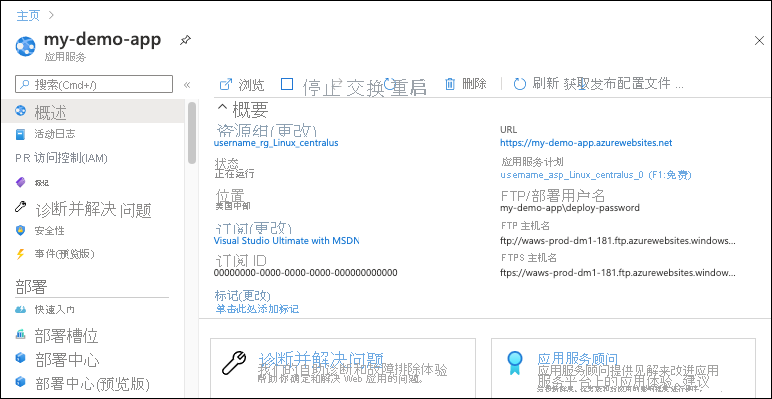 主页 >
my-demo-app
应用服务
搜索(Cmd+/)
«
概述
活动日志
PR 访问控制(IAM)
标记
诊断并解决 问题
安全性
事件(预览版)
部署
快速入门
部署槽位
部署中心
部署中心(预览版)
浏览 停止 交换 重启 删除 刷新 获取发布配置文件 ...
概要
资源组(更改)
username_rg_Linux_centralus
状态
正在运行
位置
美国中部
订阅(更改)
Visual Studio Ultimate with MSDN
订阅 ID
00000000-0000-0000-0000-000000000000
标记(更改)
单击此处添加标记
URL
https://my-demo-app.azurewebsites.net
应用服务计划
username_asp_Linux_centralus_0 (F1:免费)
FTP/部署用户名
my-demo-app\deploy-password
FTP 主机名
ftp://waws-prod-dm1-181.ftp.azurewebsites.windows...
FTPS 主机名
ftps://waws-prod-dm1-181.ftp.azurewebsites.window...
诊断并解决 问题
我们的自助诊断和故障排除体验
帮助你确定和解决 Web 应用的问题。
应用服务顾问
应用服务顾问提供见解来改进应用
服务平台上的应用体验。建议